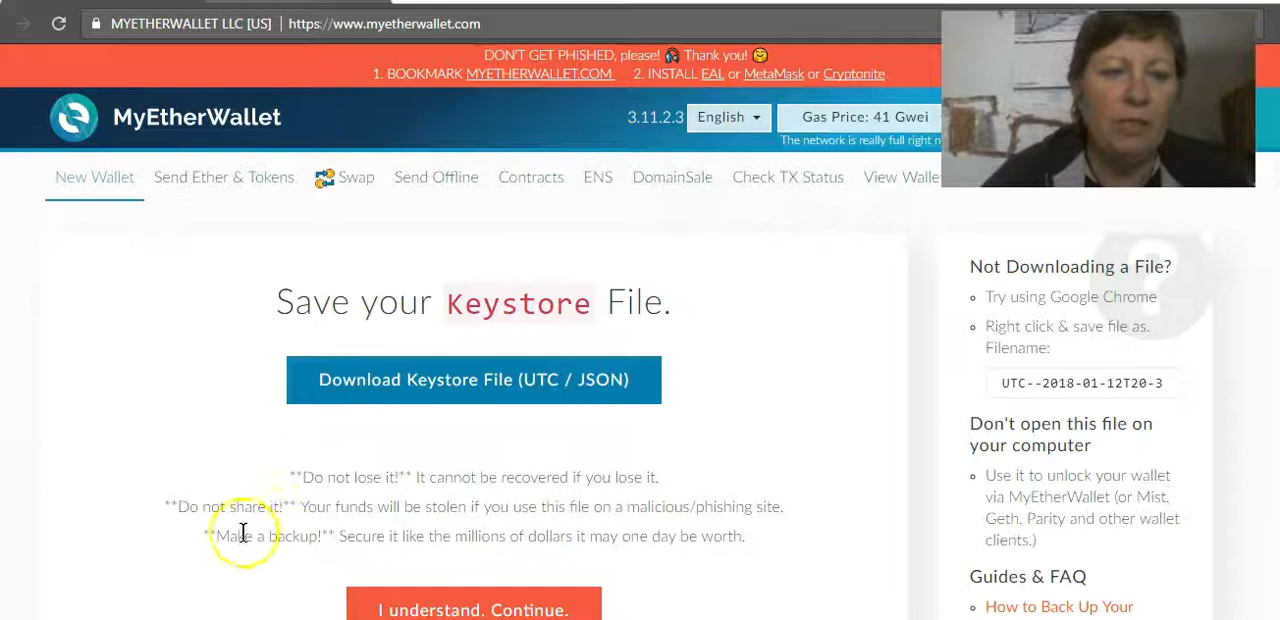 MYETHERWALLET LLC [US] https://www.myetherwallet.com
DON'T GET PHISHED, please! Thank you!
1. BOOKMARK MYETHERWALLET.COM 2. INSTALL EAL or MetaMask or Cryptonite
MyEtherWallet
3.11.2.3 English Gas Price: 41 Gwei
The network is really full right
New Wallet Send Ether & Tokens Swap Send Offline Contracts ENS DomainSale Check TX Status View
Save your Keystore File.
Download Keystore File (UTC / JSON)
**Do not lose it!** It cannot be recovered if you lose it.
**Do not share it!** Your funds will be stolen if you use this file on a malicious/phishing site.
**Make a backup!** Secure it like the millions of dollars it may one day be worth.
I understand. Continue.
Not Downloading a File?
Try using Google Chrome
Right click & save file as.
Filename:
UTC--2018-01-12T20-3
Don't open this file on
your computer
Use it to unlock your wallet
via MyEtherWallet (or Mist,
Geth, Parity and other wallet
clients.)
Guides & FAQ
How to Back Up Your